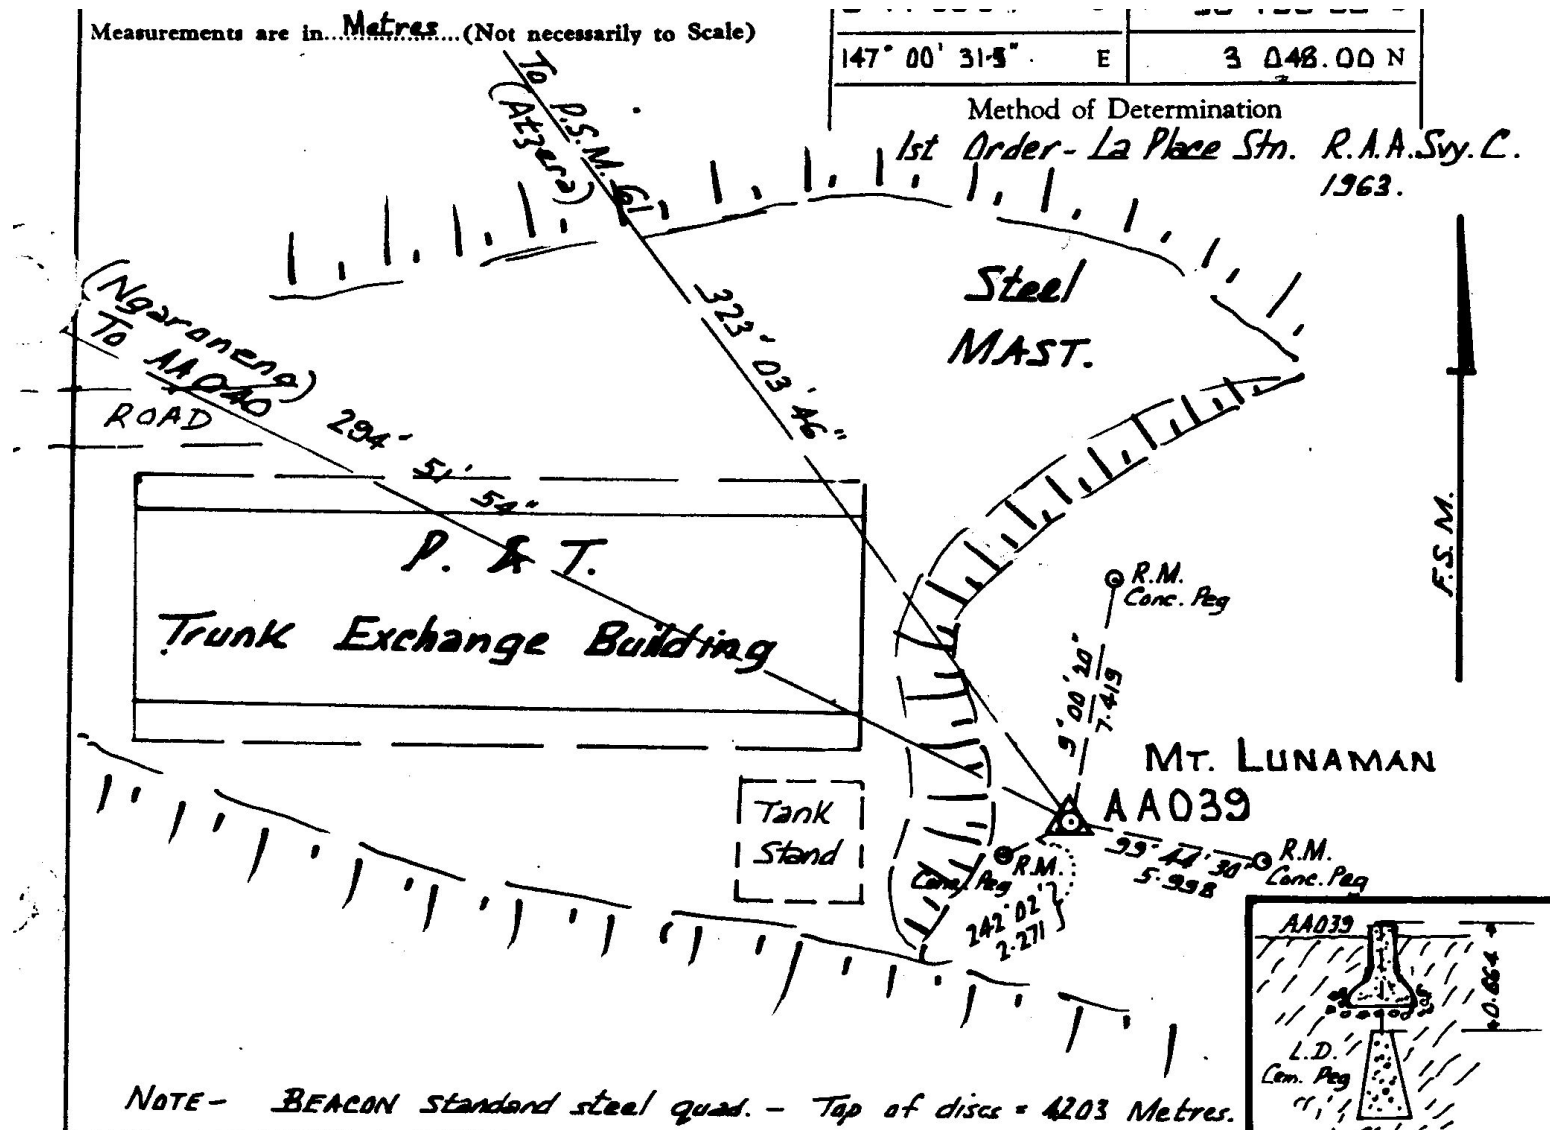 Measurements are in...Metres...(Not necessarily to Scale)
147° 00' 31·5" E
3 048.00 N
Method of Determination
1st Order - La Place Stn. R.A.A.Svy.C.
1963.
To P.S.M. 61
(Atzera)
(Ngaronena)
To AA040
ROAD
294° 51' 54"
323° 03' 46"
Steel
MAST.
P. & T.
Trunk Exchange Building
F.S.M.
R.M.
Conc. Peg
9° 00' 20"
7.419
MT. LUNAMAN
AA039
Tank
Stand
R.M.
Conc. Peg
242° 02'
2.271
99° 44' 30"
5.998
R.M.
Conc. Peg
AA039
0.664
L.D.
Cem. Peg
NOTE - BEACON standard steel quad. - Top of discs = 4.203 Metres.